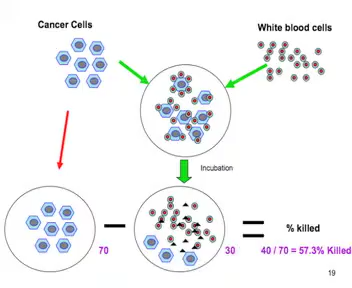 Cancer Cells
White blood cells
Incubation
% killed
70
30
40 / 70 = 57.3% Killed
19